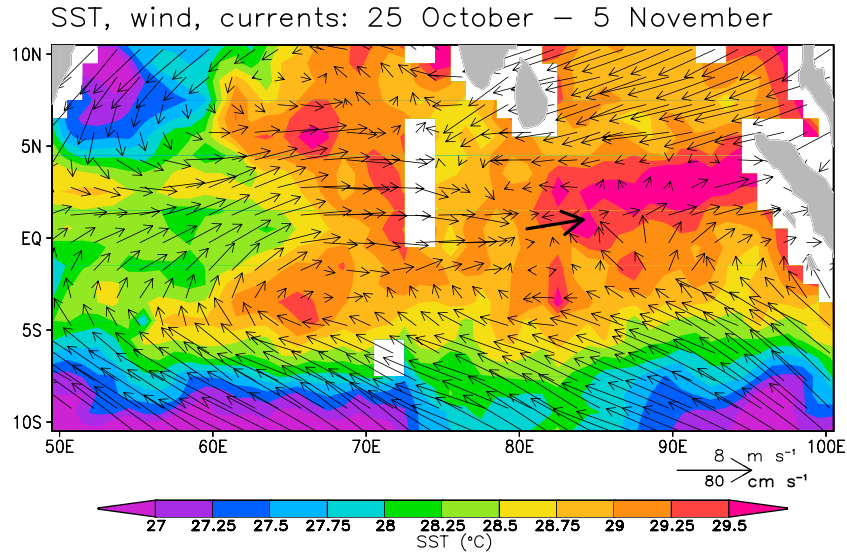 SST, wind, currents: 25 October – 5 November
10N
5N
EQ
5S
10S
50E 60E 70E 80E 90E 100E
8 m s⁻¹
80 cm s⁻¹
27 27.25 27.5 27.75 28 28.25 28.5 28.75 29 29.25 29.5
SST (°C)